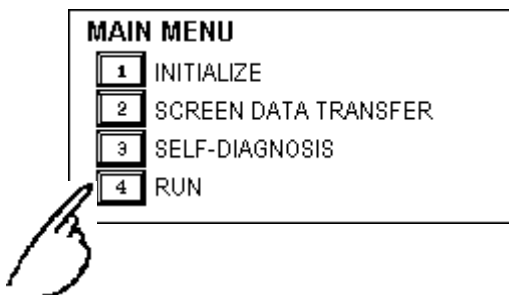 MAIN MENU
1 INITIALIZE
2 SCREEN DATA TRANSFER
3 SELF-DIAGNOSIS
4 RUN